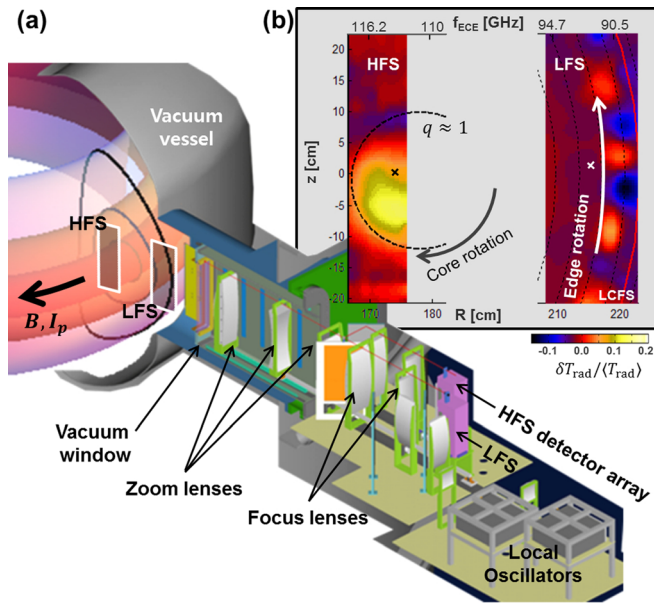 (a)
Vacuum
vessel
HFS
LFS
B, I_p
Vacuum
window
Zoom lenses
Focus lenses
HFS detector array
LFS
Local
Oscillators
(b)
116.2 f_ECE [GHz] 110
94.7 90.5
HFS
LFS
20
15
10
5
0
-5
-10
-15
-20
z [cm]
q ≈ 1
Core rotation
Edge rotation
LCFS
170 R [cm] 180
210 220
-0.1 0.0 0.1 0.2
δT_rad/⟨T_rad⟩